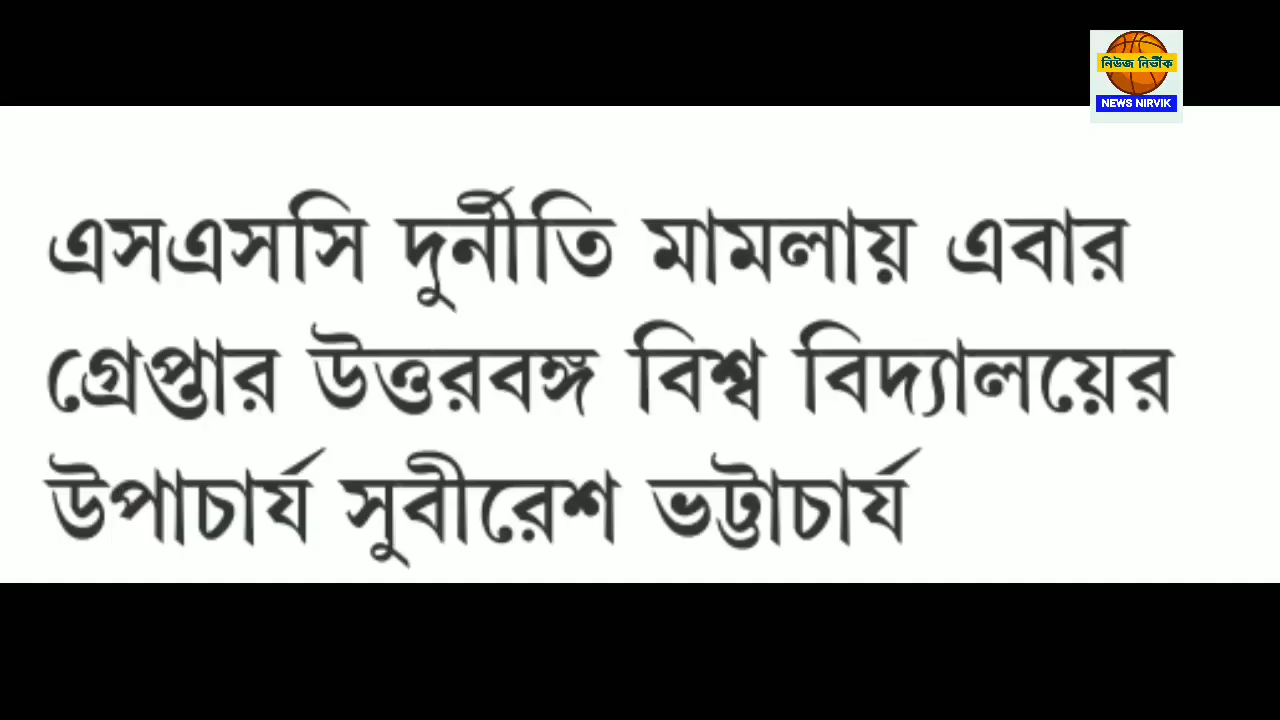 নিউজ নির্ভীক
NEWS NIRVIK
এসএসসি দুর্নীতি মামলায় এবার
গ্রেপ্তার উত্তরবঙ্গ বিশ্ব বিদ্যালয়ের
উপাচার্য সুবীরেশ ভট্টাচার্য